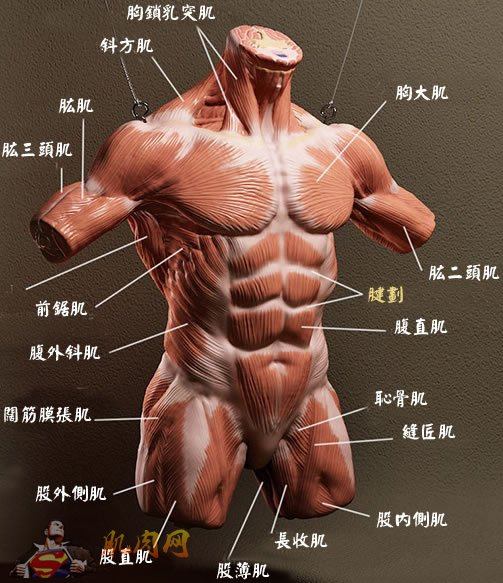 胸鎖乳突肌
斜方肌
胸大肌
肱肌
肱三頭肌
肱二頭肌
前鋸肌
腱劃
腹直肌
腹外斜肌
恥骨肌
闊筋膜張肌
縫匠肌
股外側肌
股內側肌
肌肉网
長收肌
股直肌
股薄肌